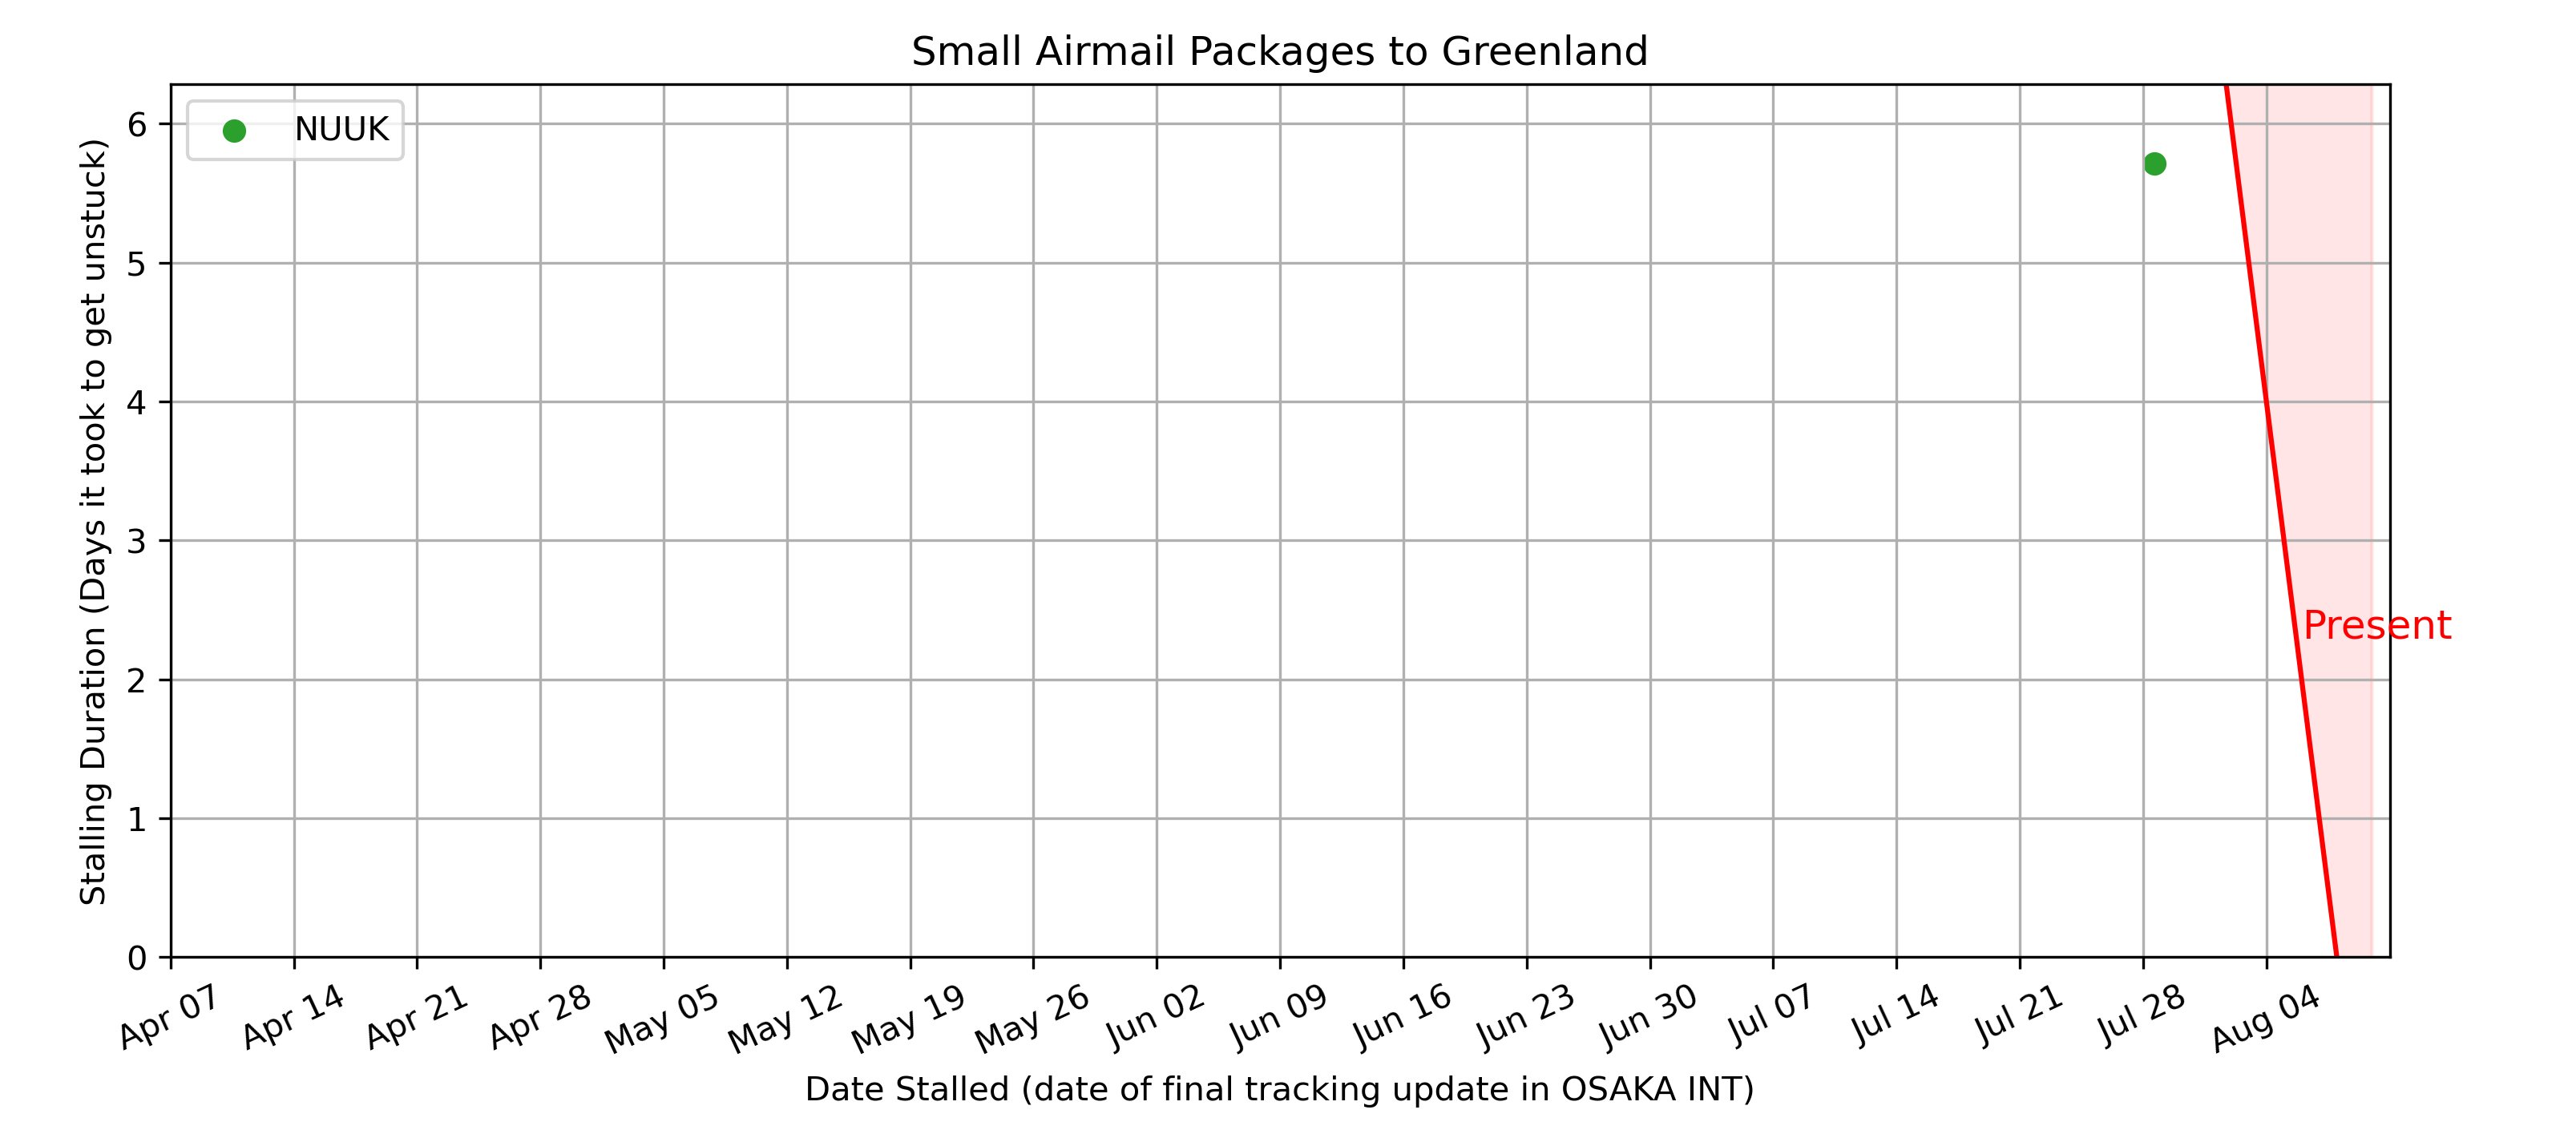 Small Airmail Packages to Greenland
NUUK
6
5
4
3
2
1
0
Stalling Duration (Days it took to get unstuck)
Present
Apr 07
Apr 14
Apr 21
Apr 28
May 05
May 12
May 19
May 26
Jun 02
Jun 09
Jun 16
Jun 23
Jun 30
Jul 07
Jul 14
Jul 21
Jul 28
Aug 04
Date Stalled (date of final tracking update in OSAKA INT)